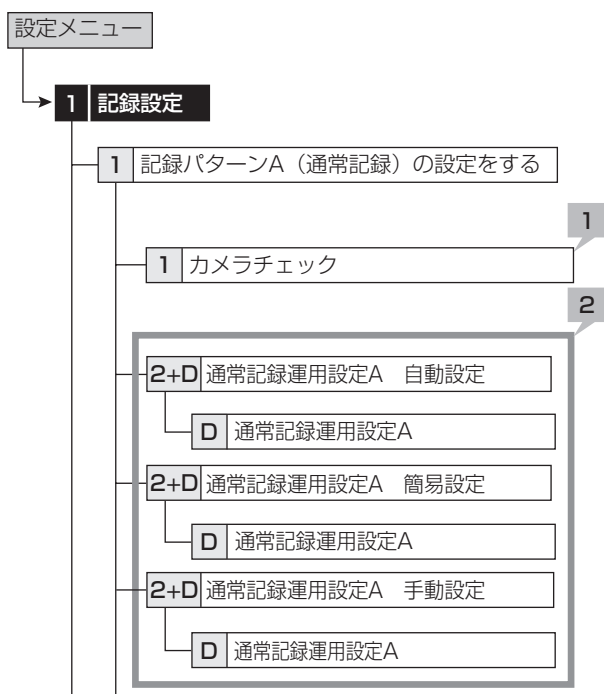 設定メニュー
1 記録設定
1 記録パターンA（通常記録）の設定をする
1
1 カメラチェック
2
2+D 通常記録運用設定A　自動設定
D 通常記録運用設定A
2+D 通常記録運用設定A　簡易設定
D 通常記録運用設定A
2+D 通常記録運用設定A　手動設定
D 通常記録運用設定A